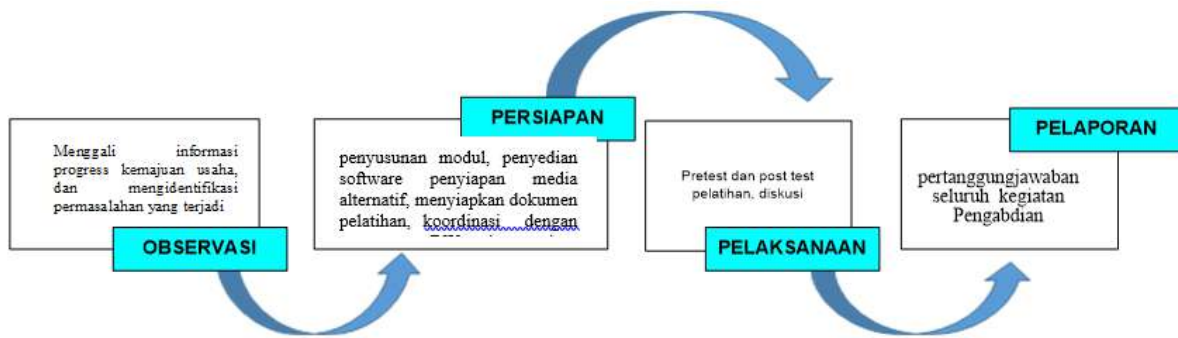 Menggali informasi
progress kemajuan usaha,
dan mengidentifikasi
permasalahan yang terjadi
OBSERVASI
PERSIAPAN
penyusunan modul, penyedian
software penyiapan media
alternatif, menyiapkan dokumen
pelatihan, koordinasi dengan
Pretest dan post test
pelatihan, diskusi
PELAKSANAAN
PELAPORAN
pertanggungjawaban
seluruh kegiatan
Pengabdian